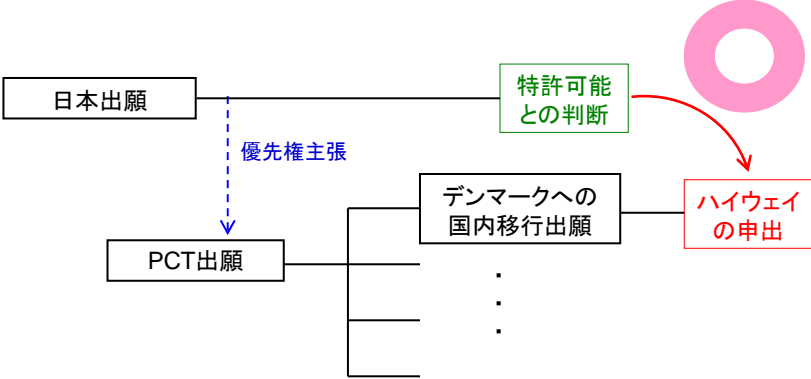 日本出願
特許可能
との判断
優先権主張
デンマークへの
国内移行出願
ハイウェイ
の申出
PCT出願